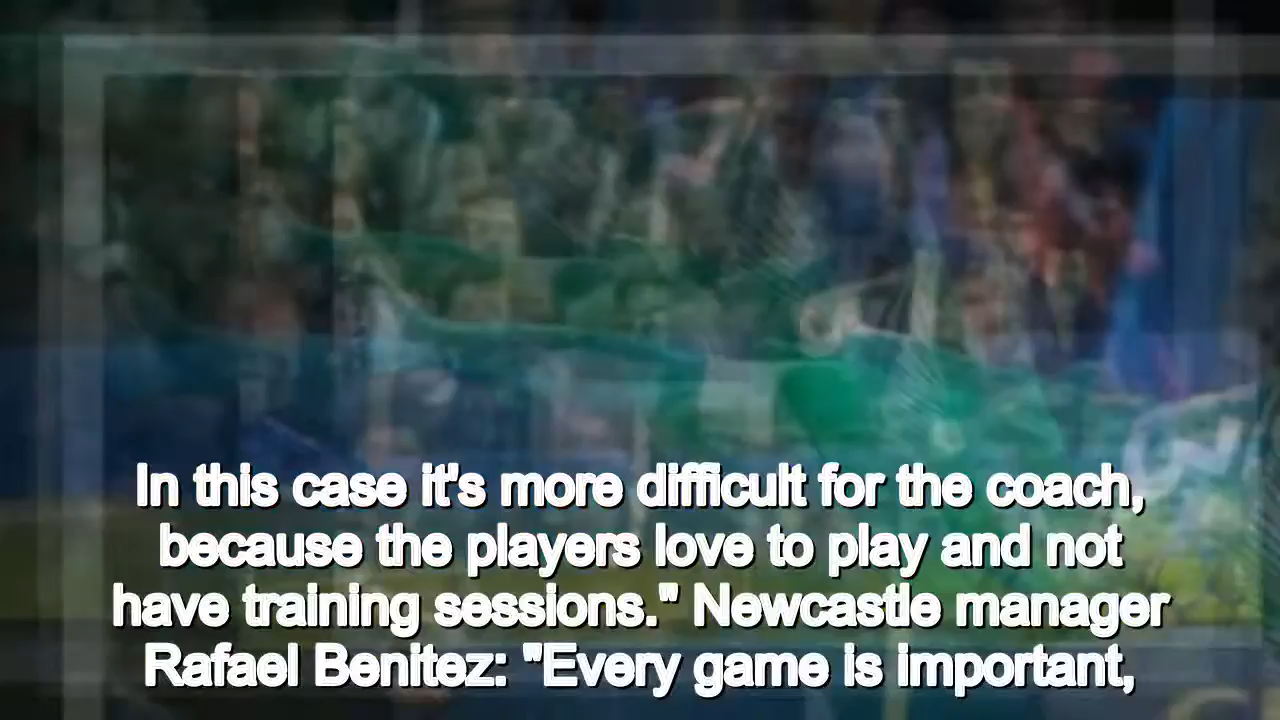 In this case it's more difficult for the coach,
because the players love to play and not
have training sessions." Newcastle manager
Rafael Benitez: "Every game is important,